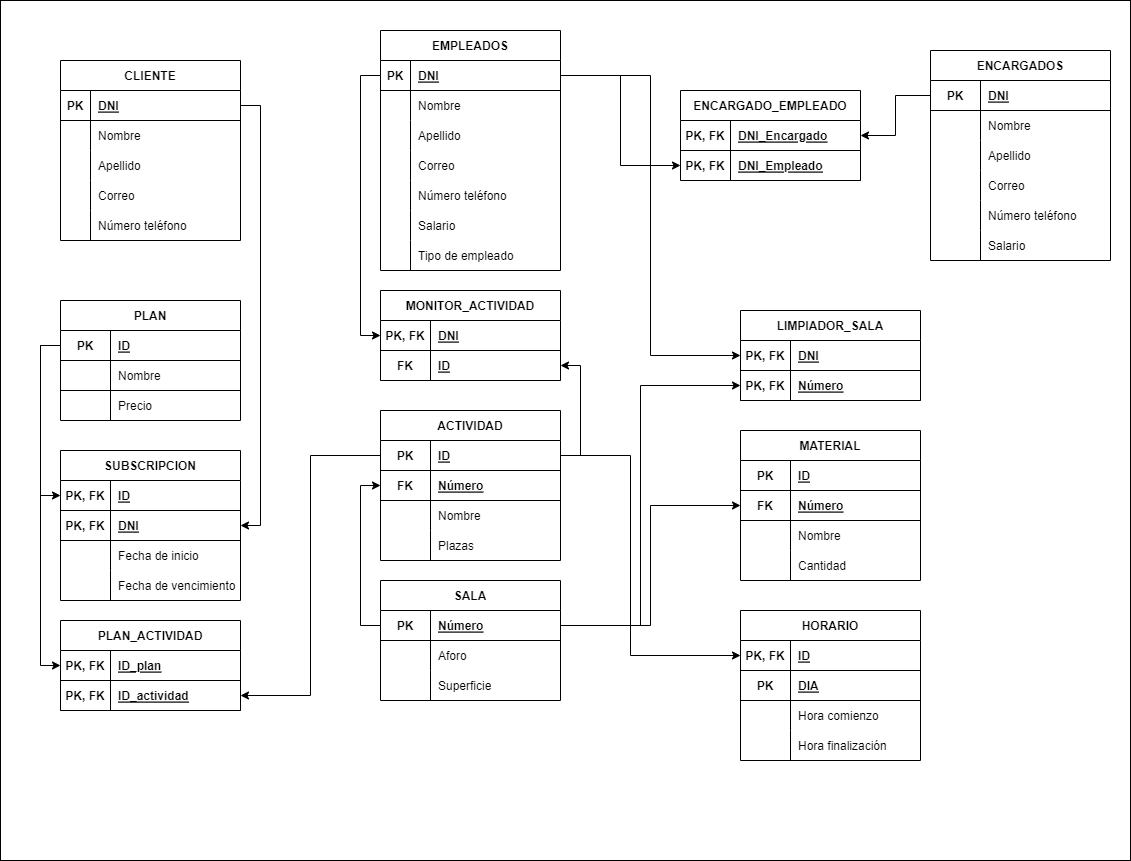 CLIENTE
PK DNI
Nombre
Apellido
Correo
Número teléfono
PLAN
PK ID
Nombre
Precio
SUBSCRIPCION
PK, FK ID
PK, FK DNI
Fecha de inicio
Fecha de vencimiento
PLAN_ACTIVIDAD
PK, FK ID_plan
PK, FK ID_actividad
EMPLEADOS
PK DNI
Nombre
Apellido
Correo
Número teléfono
Salario
Tipo de empleado
MONITOR_ACTIVIDAD
PK, FK DNI
FK ID
ACTIVIDAD
PK ID
FK Número
Nombre
Plazas
SALA
PK Número
Aforo
Superficie
ENCARGADO_EMPLEADO
PK, FK DNI_Encargado
PK, FK DNI_Empleado
ENCARGADOS
PK DNI
Nombre
Apellido
Correo
Número teléfono
Salario
LIMPIADOR_SALA
PK, FK DNI
PK, FK Número
MATERIAL
PK ID
FK Número
Nombre
Cantidad
HORARIO
PK, FK ID
PK DIA
Hora comienzo
Hora finalización